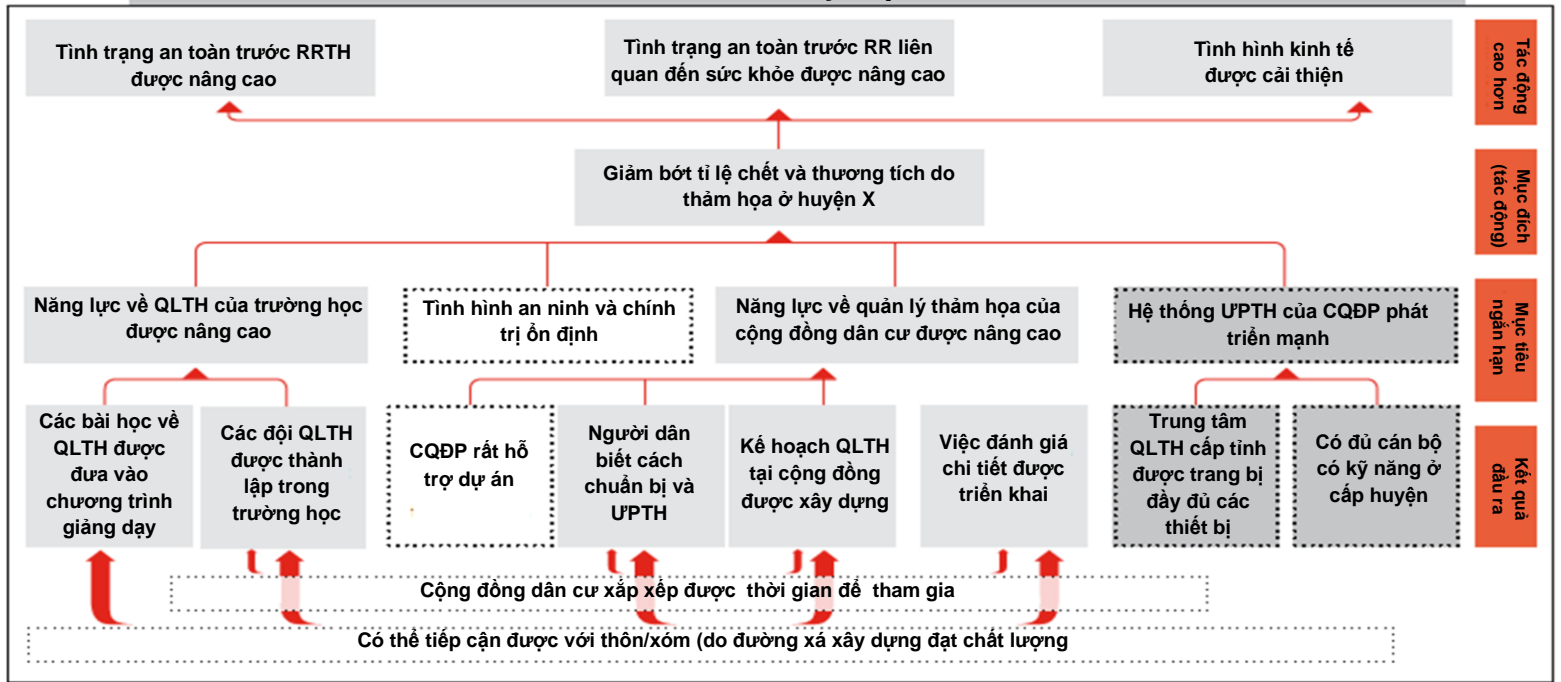 Tình trạng an toàn trước RRTH
được nâng cao
Tình trạng an toàn trước RR liên
quan đến sức khỏe được nâng cao
Tình hình kinh tế
được cải thiện
Tác động
cao hơn
Giảm bớt tỉ lệ chết và thương tích do
thảm họa ở huyện X
Mục đích
(tác động)
Năng lực về QLTH của trường học
được nâng cao
Tình hình an ninh và chính
trị ổn định
Năng lực về quản lý thảm họa của
cộng đồng dân cư được nâng cao
Hệ thống ƯPTH của CQĐP phát
triển mạnh
Mục tiêu
ngắn hạn
Các bài học về
QLTH được
đưa vào
chương trình
giảng dạy
Các đội QLTH
được thành
lập trong
trường học
CQĐP rất hỗ
trợ dự án
Người dân
biết cách
chuẩn bị và
ƯPTH
Kế hoạch QLTH
tại cộng đồng
được xây dựng
Việc đánh giá
chi tiết được
triển khai
Trung tâm
QLTH cấp tỉnh
được trang bị
đầy đủ các
thiết bị
Có đủ cán bộ
có kỹ năng ở
cấp huyện
Kết quả
đầu ra
Cộng đồng dân cư xắp xếp được thời gian để tham gia
Có thể tiếp cận được với thôn/xóm (do đường xá xây dựng đạt chất lượng